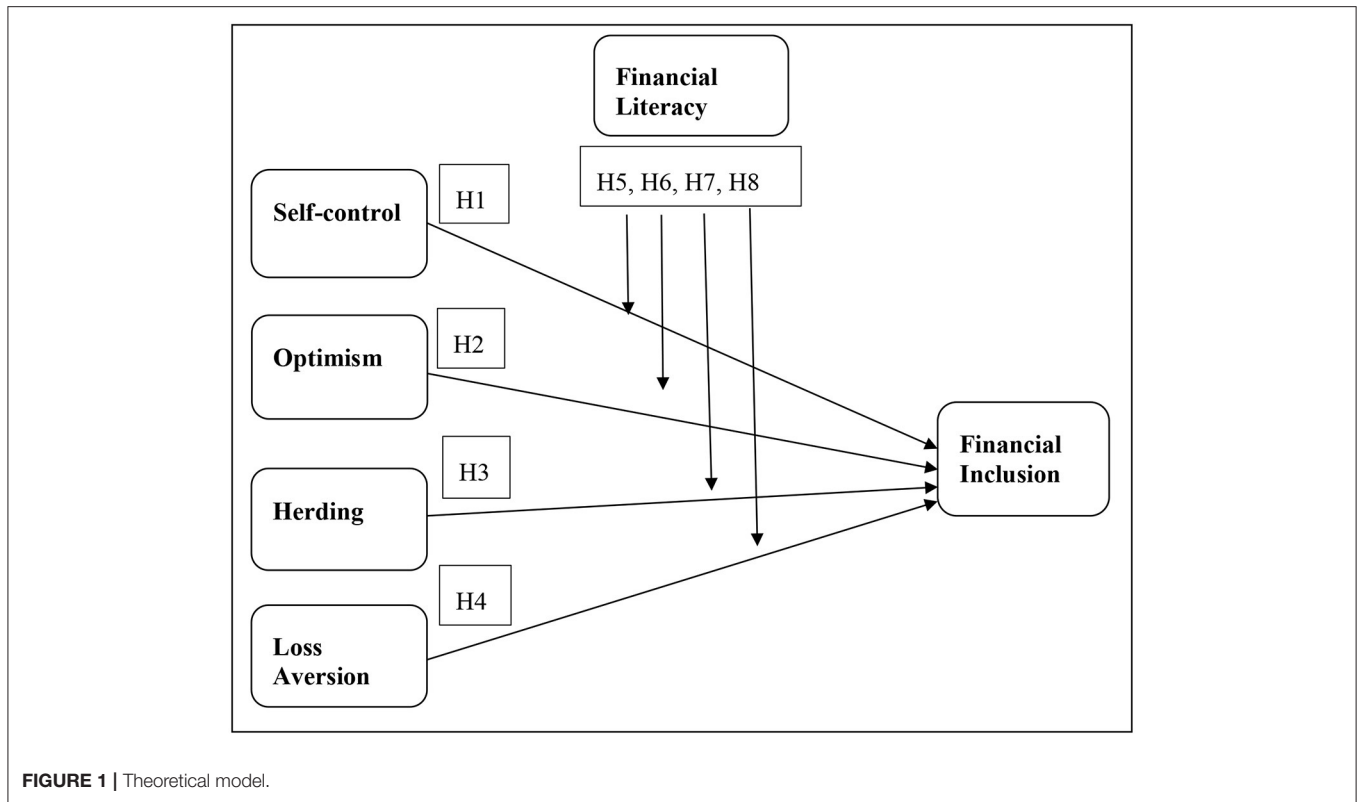 Financial
Literacy
H5, H6, H7, H8
Self-control
H1
Optimism
H2
Herding
H3
Loss
Aversion
H4
Financial
Inclusion
FIGURE 1 | Theoretical model.